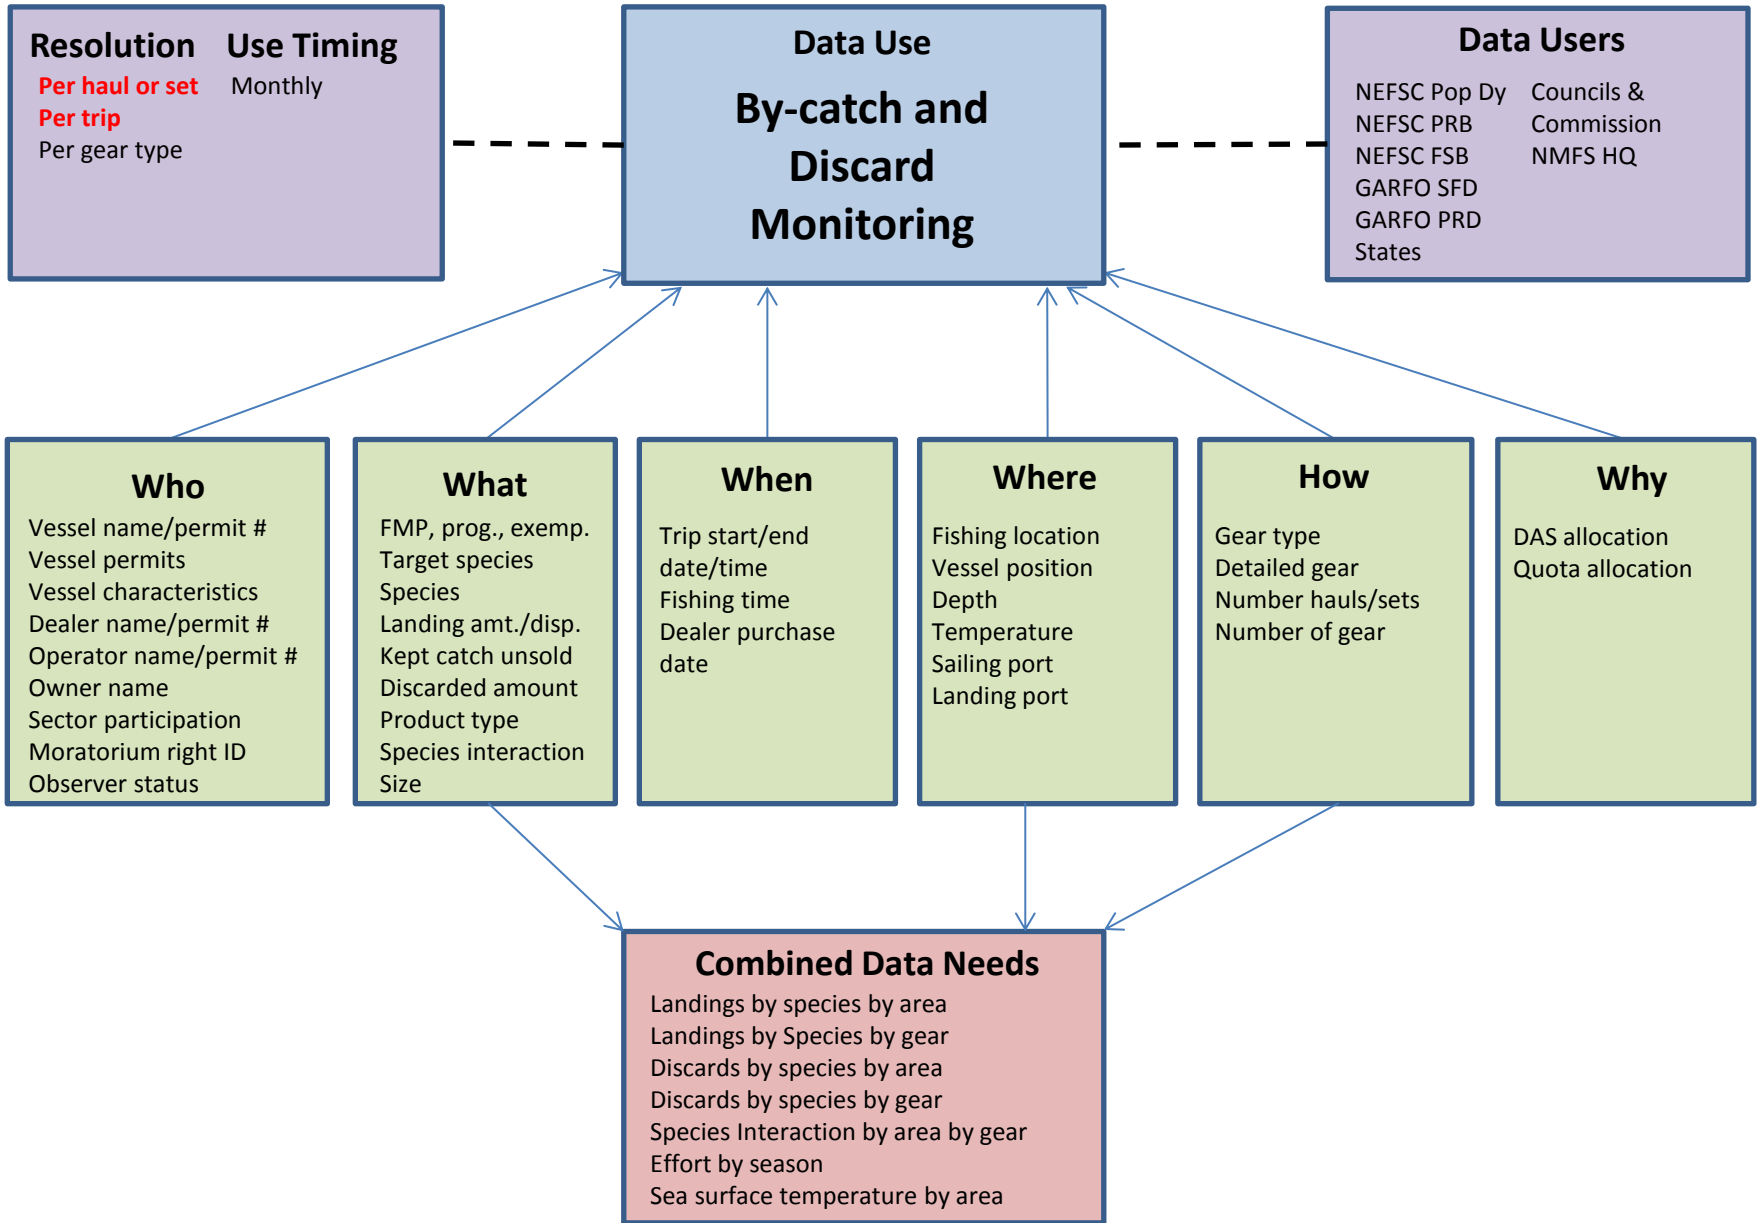 Resolution Use Timing
Per haul or set Monthly
Per trip
Per gear type
Data Use
By-catch and
Discard
Monitoring
Data Users
NEFSC Pop Dy
NEFSC PRB
NEFSC FSB
GARFO SFD
GARFO PRD
States
Councils &
Commission
NMFS HQ
Who
Vessel name/permit #
Vessel permits
Vessel characteristics
Dealer name/permit #
Operator name/permit #
Owner name
Sector participation
Moratorium right ID
Observer status
What
FMP, prog., exemp.
Target species
Species
Landing amt./disp.
Kept catch unsold
Discarded amount
Product type
Species interaction
Size
When
Trip start/end
date/time
Fishing time
Dealer purchase
date
Where
Fishing location
Vessel position
Depth
Temperature
Sailing port
Landing port
How
Gear type
Detailed gear
Number hauls/sets
Number of gear
Why
DAS allocation
Quota allocation
Combined Data Needs
Landings by species by area
Landings by Species by gear
Discards by species by area
Discards by species by gear
Species Interaction by area by gear
Effort by season
Sea surface temperature by area